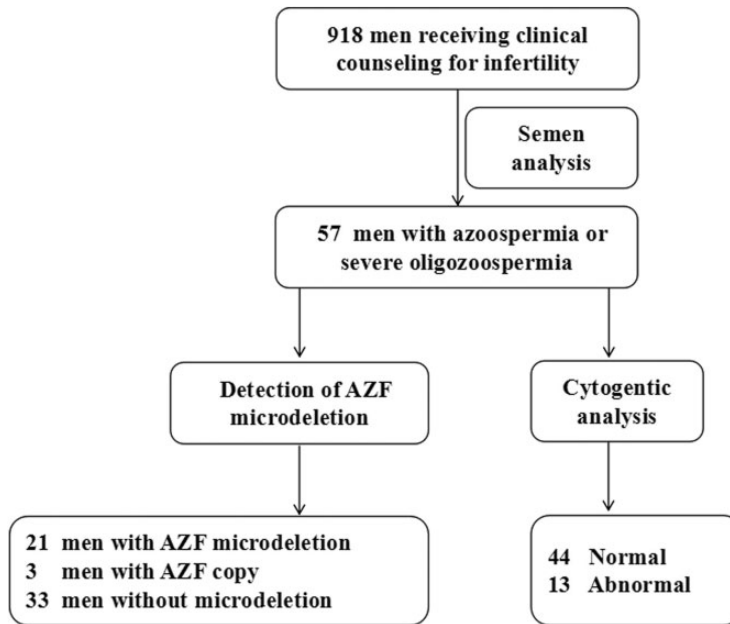 918 men receiving clinical
counseling for infertility
Semen
analysis
57 men with azoospermia or
severe oligozoospermia
Detection of AZF
microdeletion
Cytogentic
analysis
21 men with AZF microdeletion
3 men with AZF copy
33 men without microdeletion
44 Normal
13 Abnormal